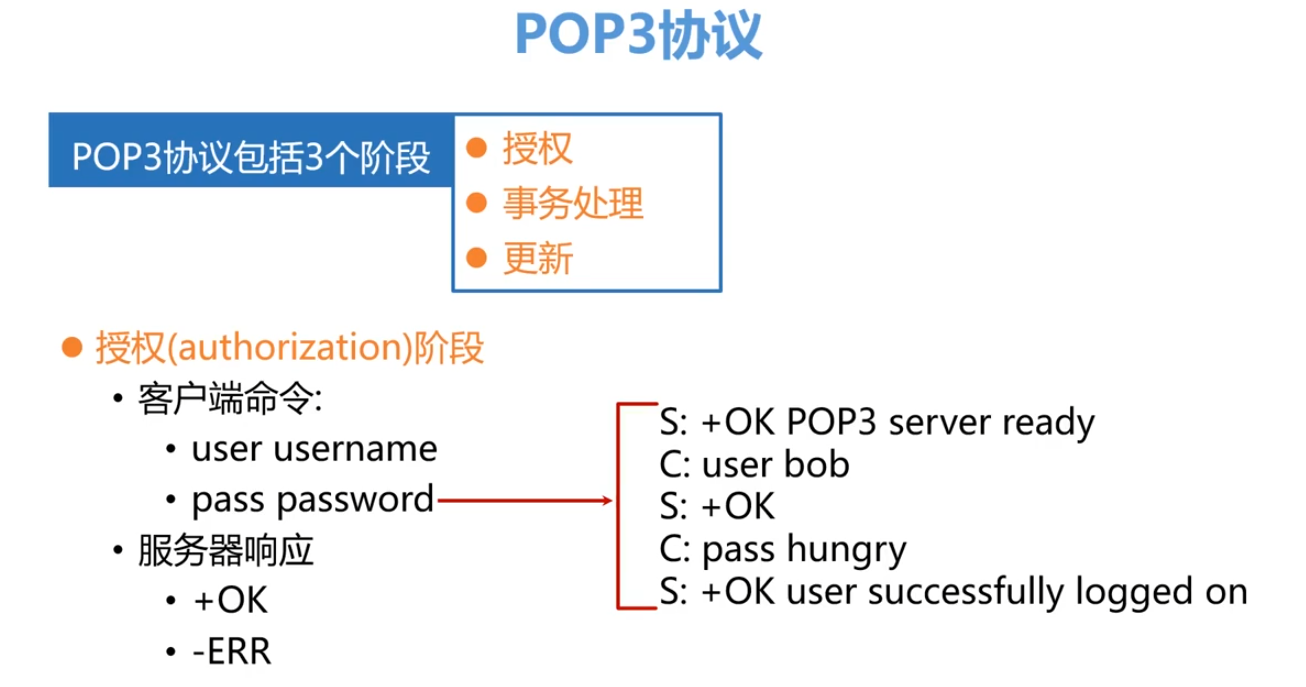 POP3协议
POP3协议包括3个阶段
授权
事务处理
更新
授权(authorization)阶段
客户端命令:
user username
pass password
服务器响应
+OK
-ERR
S: +OK POP3 server ready
C: user bob
S: +OK
C: pass hungry
S: +OK user successfully logged on